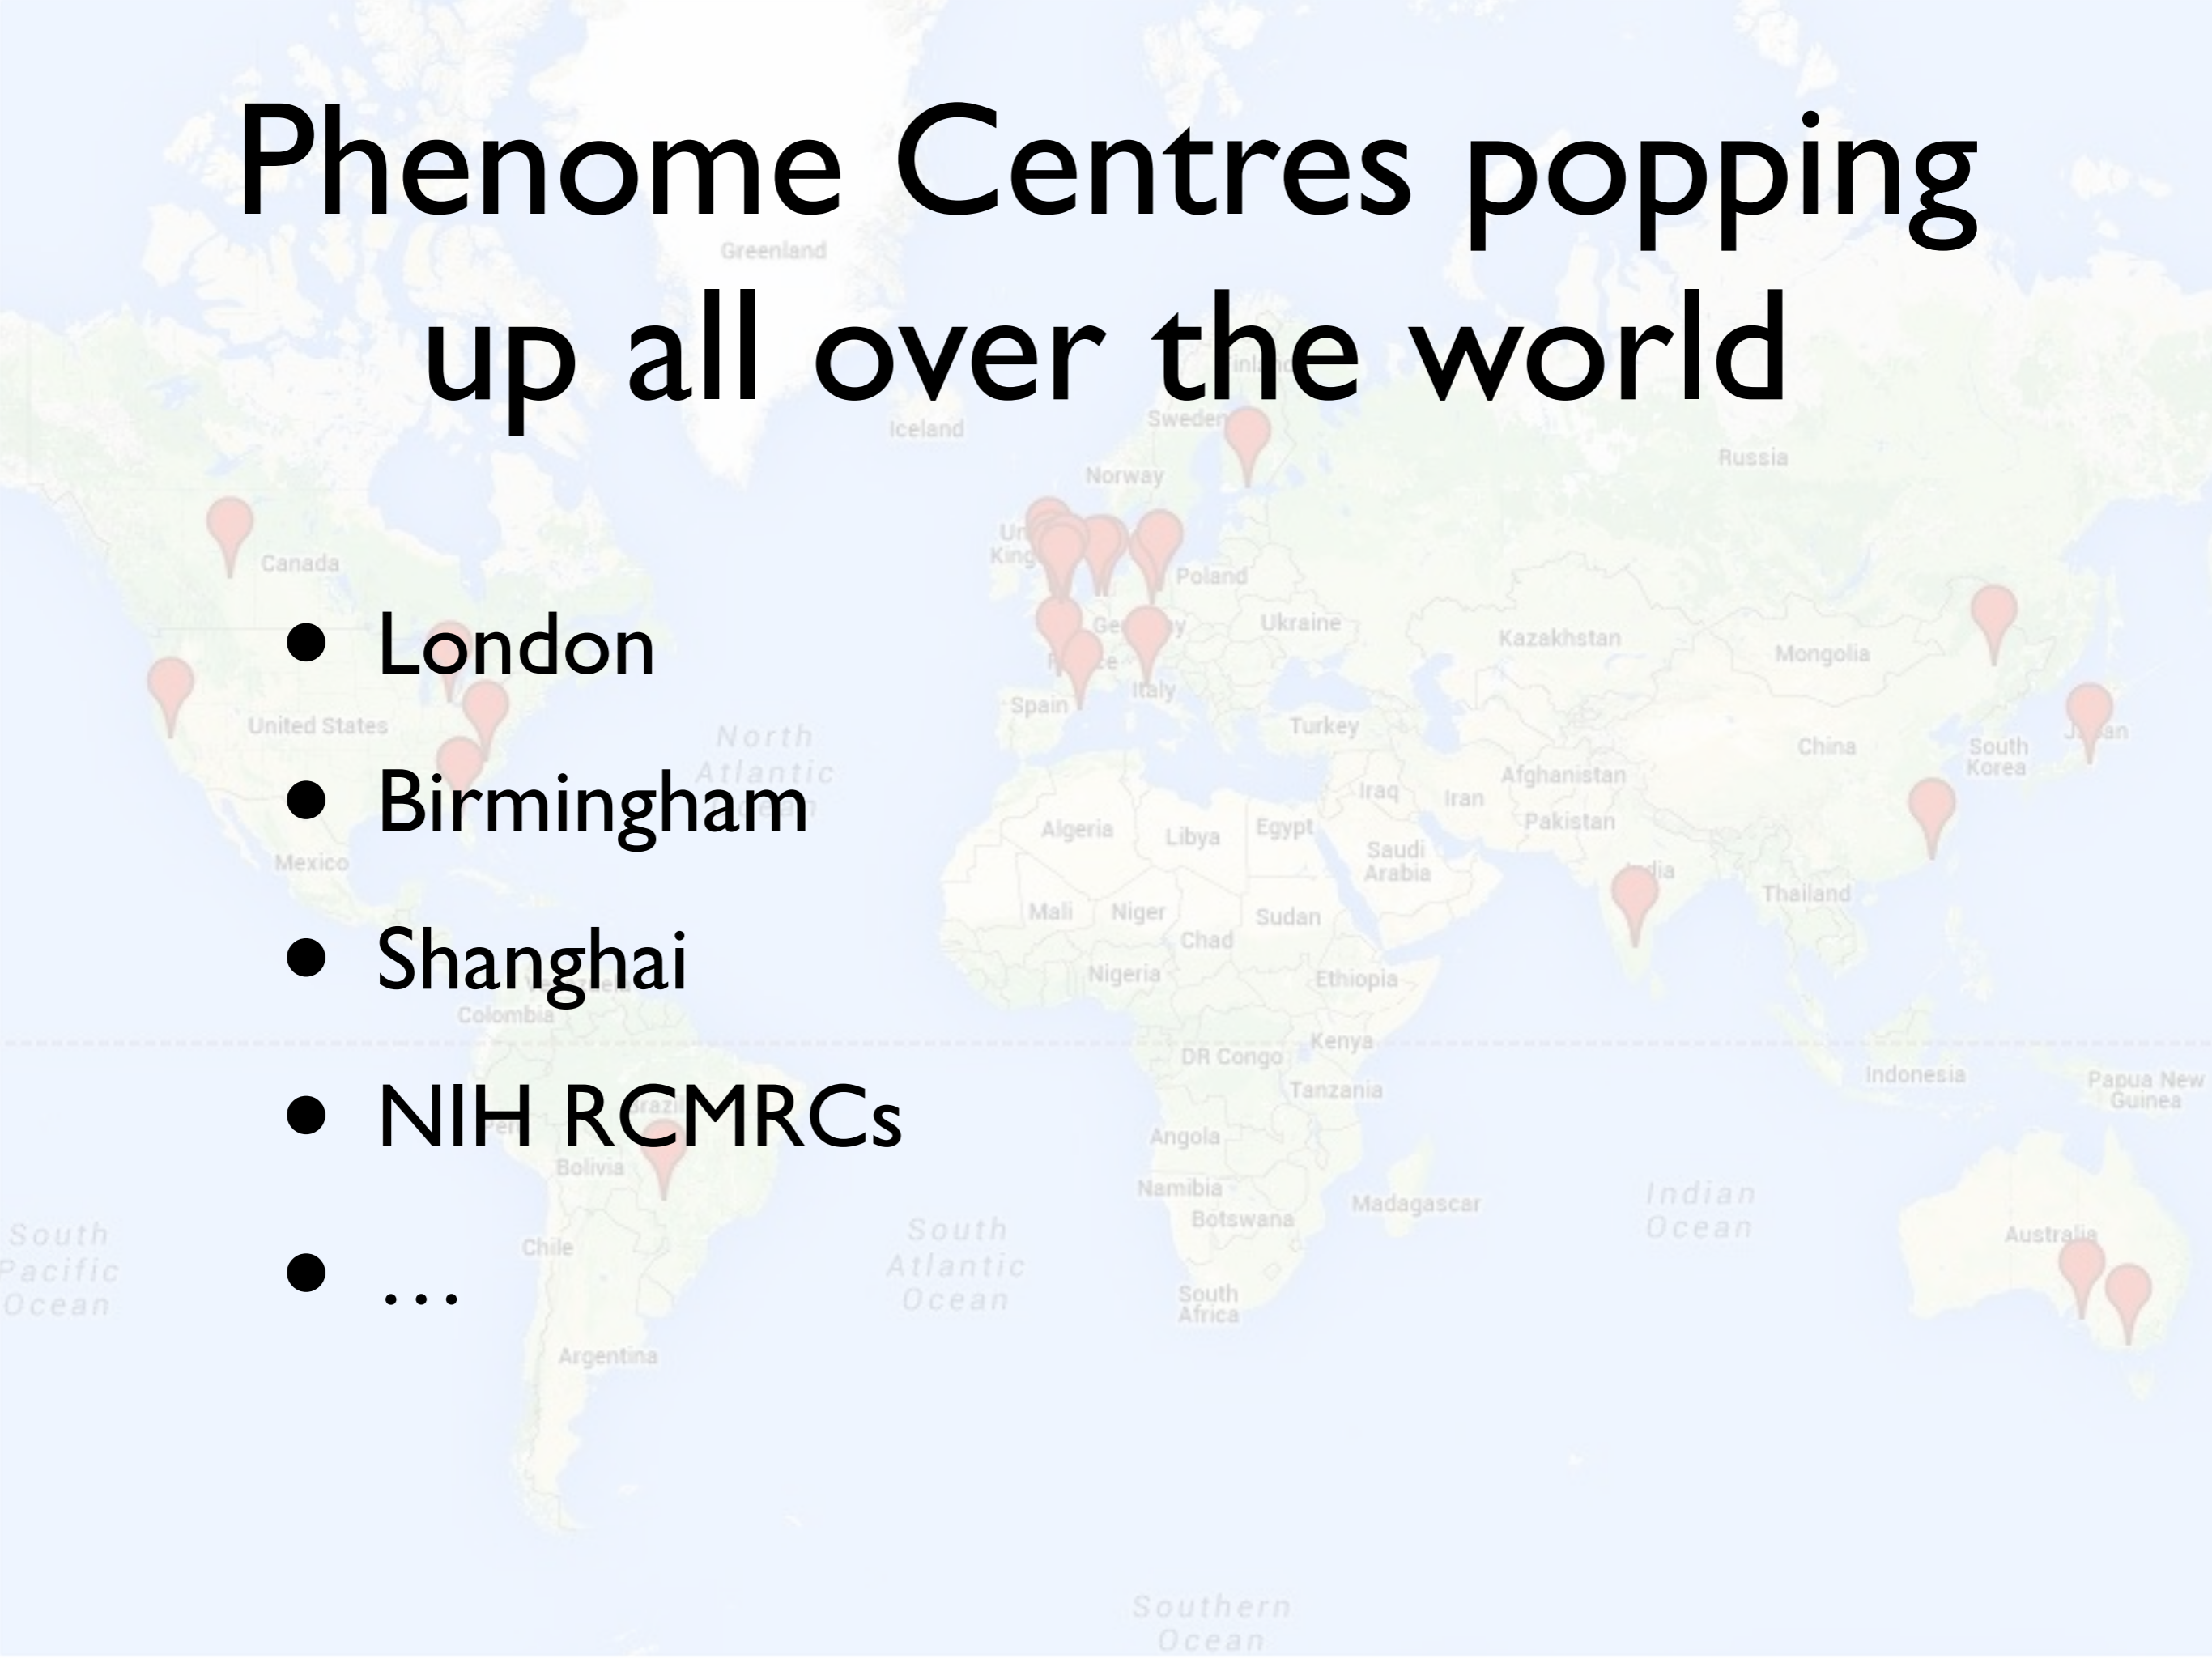 Phenome Centres popping
up all over the world
Greenland
Iceland
Sweden
Norway
Russia
Canada
Poland
• London
Ukraine
Kazakhstan
Mongolia
United States
Spain
Italy
Turkey
North
Atlantic
China
South
Korea
Afghanistan
Iraq
Iran
Pakistan
• Birmingham
Algeria
Libya
Egypt
Saudi
Arabia
Mexico
Thailand
Mali
Niger
Sudan
Chad
• Shanghai
Nigeria
Ethiopia
Colombia
Kenya
DR Congo
Indonesia
Papua New
Guinea
Tanzania
• NIH RCMRCs
Angola
Bolivia
Namibia
Madagascar
Botswana
Indian
Ocean
South
Pacific
Ocean
South
Atlantic
Ocean
Australia
Chile
• …
South
Africa
Argentina
Southern
Ocean